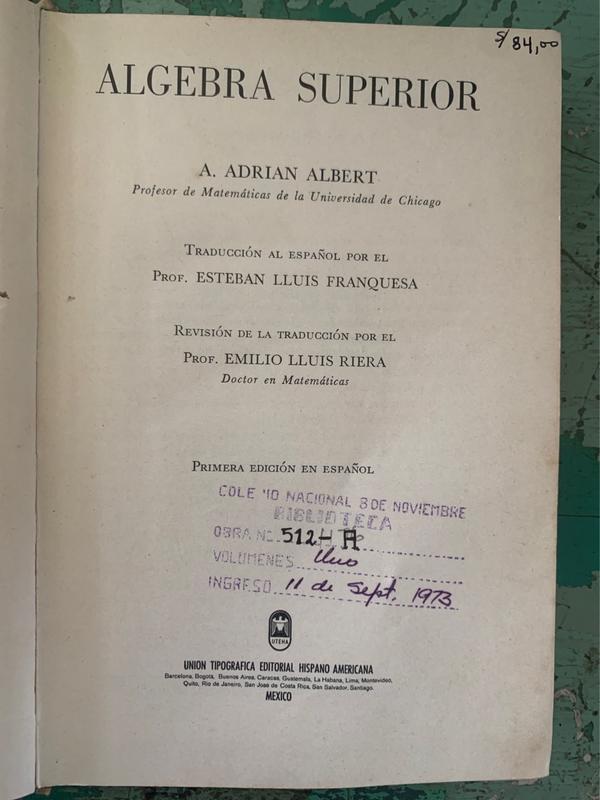 S/ 84,00
ALGEBRA SUPERIOR
A. ADRIAN ALBERT
Profesor de Matemáticas de la Universidad de Chicago
TRADUCCIÓN AL ESPAÑOL POR EL
PROF. ESTEBAN LLUIS FRANQUESA
REVISIÓN DE LA TRADUCCIÓN POR EL
PROF. EMILIO LLUIS RIERA
Doctor en Matemáticas
PRIMERA EDICIÓN EN ESPAÑOL
COLE IO NACIONAL 8 DE NOVIEMBRE
BIBLIOTECA
OBRA No 512-A
VOLUMENES Uno
INGRESO 11 de Sept. 1973
UTEHA
UNION TIPOGRAFICA EDITORIAL HISPANO AMERICANA
Barcelona, Bogotá, Buenos Aires, Caracas, Guatemala, La Habana, Lima, Montevideo,
Quito, Rio de Janeiro, San José de Costa Rica, San Salvador, Santiago.
MEXICO